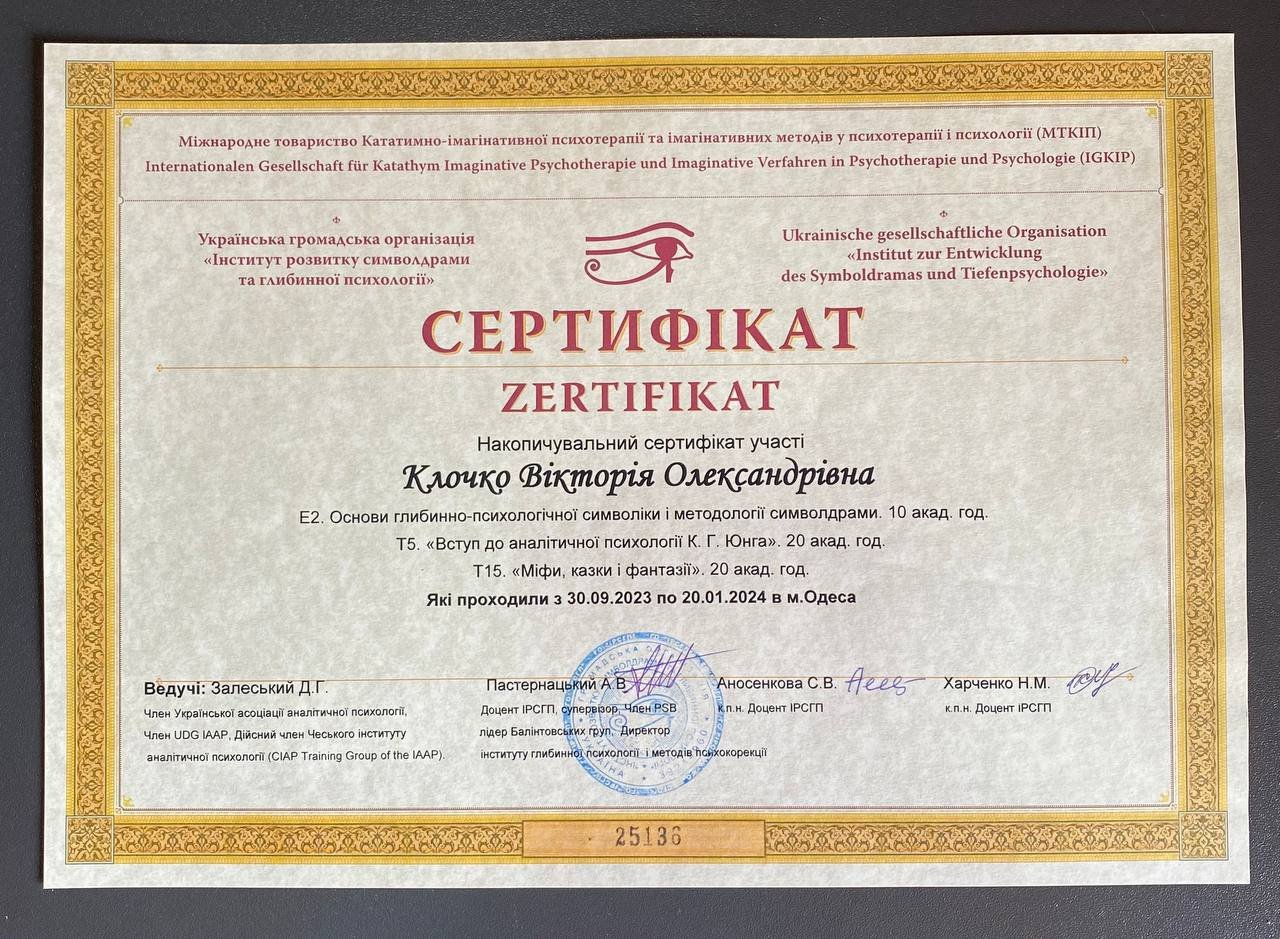 Міжнародне товариство Кататимно-імагінативної психотерапії та імагінативних методів у психотерапії і психології (МТКІП)
Internationalen Gesellschaft für Katathym Imaginative Psychotherapie und Imaginative Verfahren in Psychotherapie und Psychologie (IGKIP)
Українська громадська організація
«Інститут розвитку символдрами
та глибинної психології»
Ukrainische gesellschaftliche Organisation
«Institut zur Entwicklung
des Symboldramas und Tiefenpsychologie»
СЕРТИФІКАТ
ZERTIFIKAT
Накопичувальний сертифікат участі
Клочко Вікторія Олександрівна
Е2. Основи глибинно-психологічної символіки і методології символдрами. 10 акад. год.
Т5. «Вступ до аналітичної психології К. Г. Юнга». 20 акад. год.
Т15. «Міфи, казки і фантазії». 20 акад. год.
Які проходили з 30.09.2023 по 20.01.2024 в м.Одеса
Ведучі: Залеський Д.Г.
Член Української асоціації аналітичної психології,
Член UDG IAAP, Дійсний член Чеського інституту
аналітичної психології (CIAP Training Group of the IAAP).
Пастернацький А.В.
Доцент ІРСГП, супервізор, Член PSB
лідер Балінтовських груп, Директор
інституту глибинної психології і методів психокорекції
Аносенкова С.В.
к.п.н. Доцент ІРСГП
Харченко Н.М.
к.п.н. Доцент ІРСГП
25136